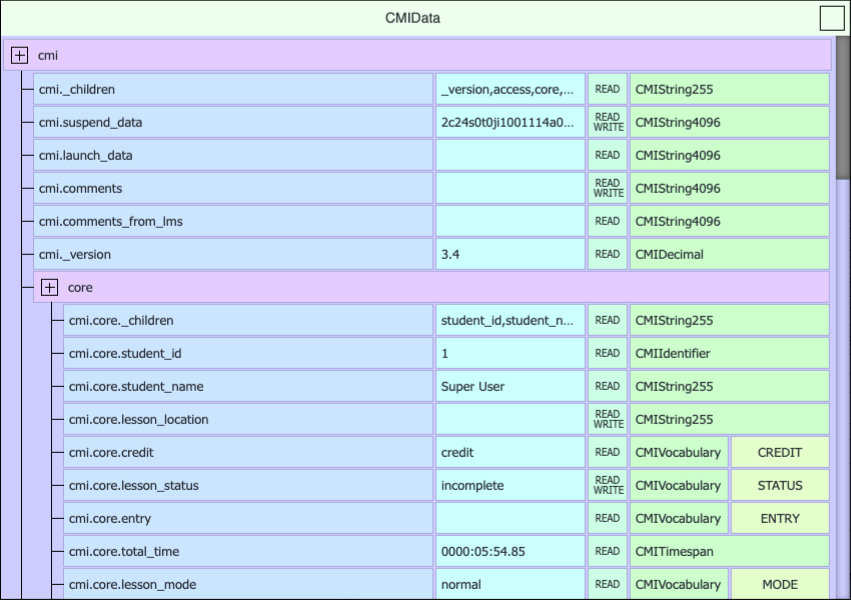 CMIData
cmi
cmi._children _version,access,core,... READ CMIString255
cmi.suspend_data 2c24s0t0ji1001114a0... READ WRITE CMIString4096
cmi.launch_data READ CMIString4096
cmi.comments READ WRITE CMIString4096
cmi.comments_from_lms READ CMIString4096
cmi._version 3.4 READ CMIDecimal
core
cmi.core._children student_id,student_n... READ CMIString255
cmi.core.student_id 1 READ CMIIdentifier
cmi.core.student_name Super User READ CMIString255
cmi.core.lesson_location READ WRITE CMIString255
cmi.core.credit credit READ CMIVocabulary CREDIT
cmi.core.lesson_status incomplete READ WRITE CMIVocabulary STATUS
cmi.core.entry READ CMIVocabulary ENTRY
cmi.core.total_time 0000:05:54.85 READ CMITimespan
cmi.core.lesson_mode normal READ CMIVocabulary MODE